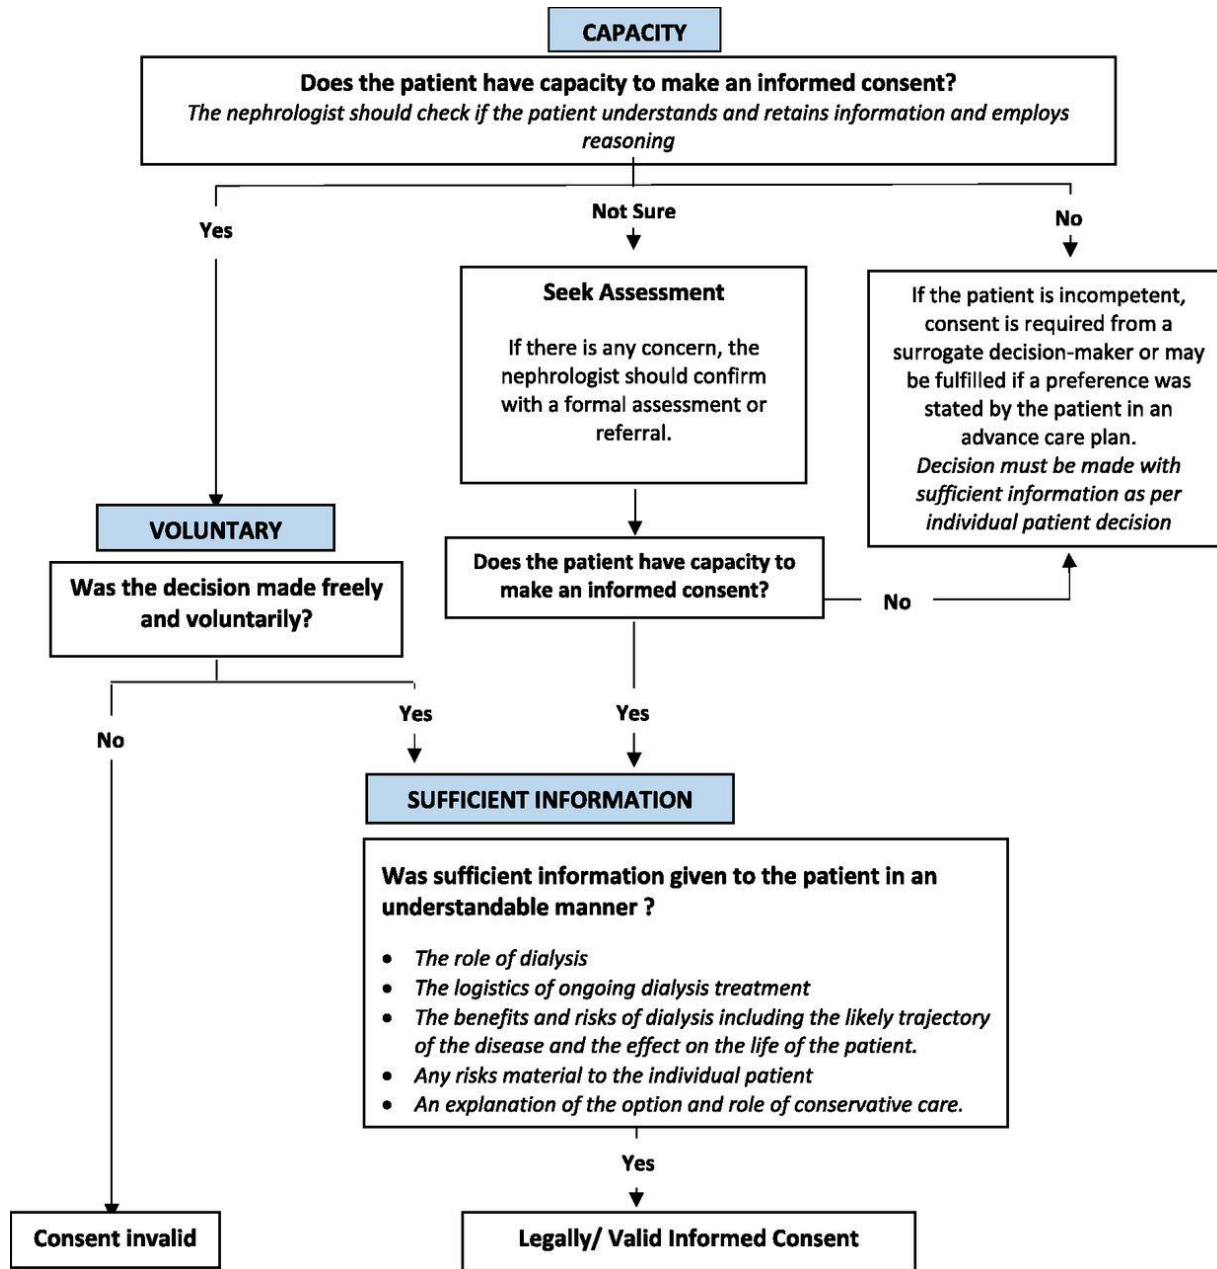 CAPACITY
Does the patient have capacity to make an informed consent?
The nephrologist should check if the patient understands and retains information and employs
reasoning
Yes
Not Sure
No
Seek Assessment
If there is any concern, the
nephrologist should confirm
with a formal assessment or
referral.
If the patient is incompetent,
consent is required from a
surrogate decision-maker or may
be fulfilled if a preference was
stated by the patient in an
advance care plan.
Decision must be made with
sufficient information as per
individual patient decision
VOLUNTARY
Was the decision made freely
and voluntarily?
Does the patient have capacity to
make an informed consent?
No
No
Yes
Yes
SUFFICIENT INFORMATION
Was sufficient information given to the patient in an
understandable manner ?
• The role of dialysis
• The logistics of ongoing dialysis treatment
• The benefits and risks of dialysis including the likely trajectory
of the disease and the effect on the life of the patient.
• Any risks material to the individual patient
• An explanation of the option and role of conservative care.
Yes
Consent invalid
Legally/ Valid Informed Consent